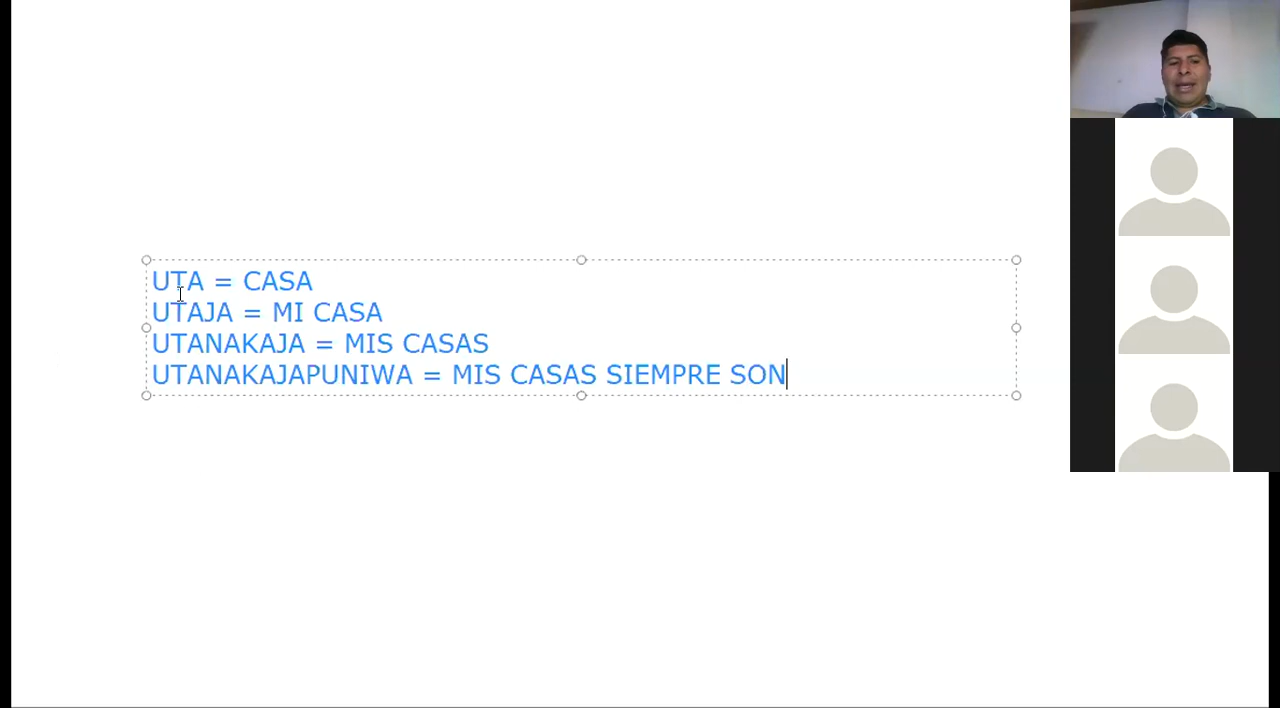 UTA = CASA
UTAJA = MI CASA
UTANAKAJA = MIS CASAS
UTANAKAJAPUNIWA = MIS CASAS SIEMPRE SON